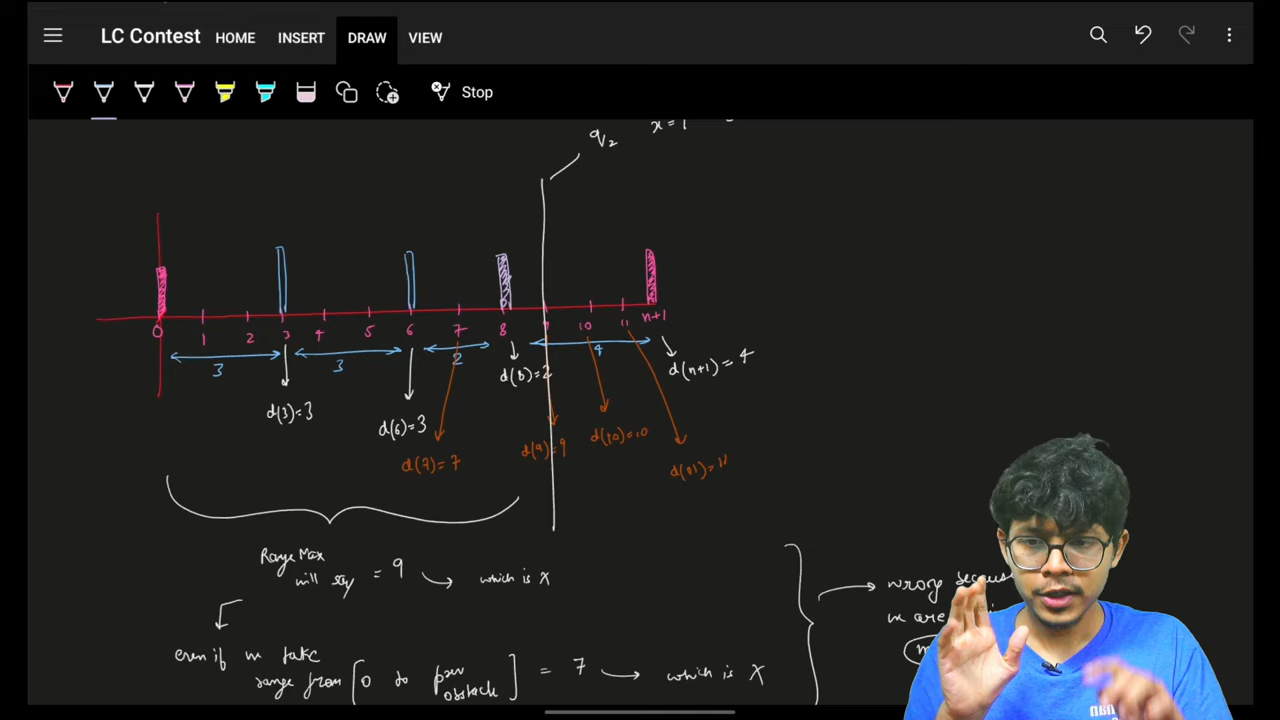 LC Contest HOME INSERT DRAW VIEW
Stop
q₂ x=1
0 1 2 3 4 5 6 7 8 9 10 11 n+1
3 3 2 4
d(3)=3 d(6)=3 d(8)=2 d(n+1)=4
d(7)=7 d(9)=9 d(10)=10 d(11)=11
Range Max
will say = 9 which is X
wrong because
even if we take
range from [0 to prev obstacle] = 7 which is X